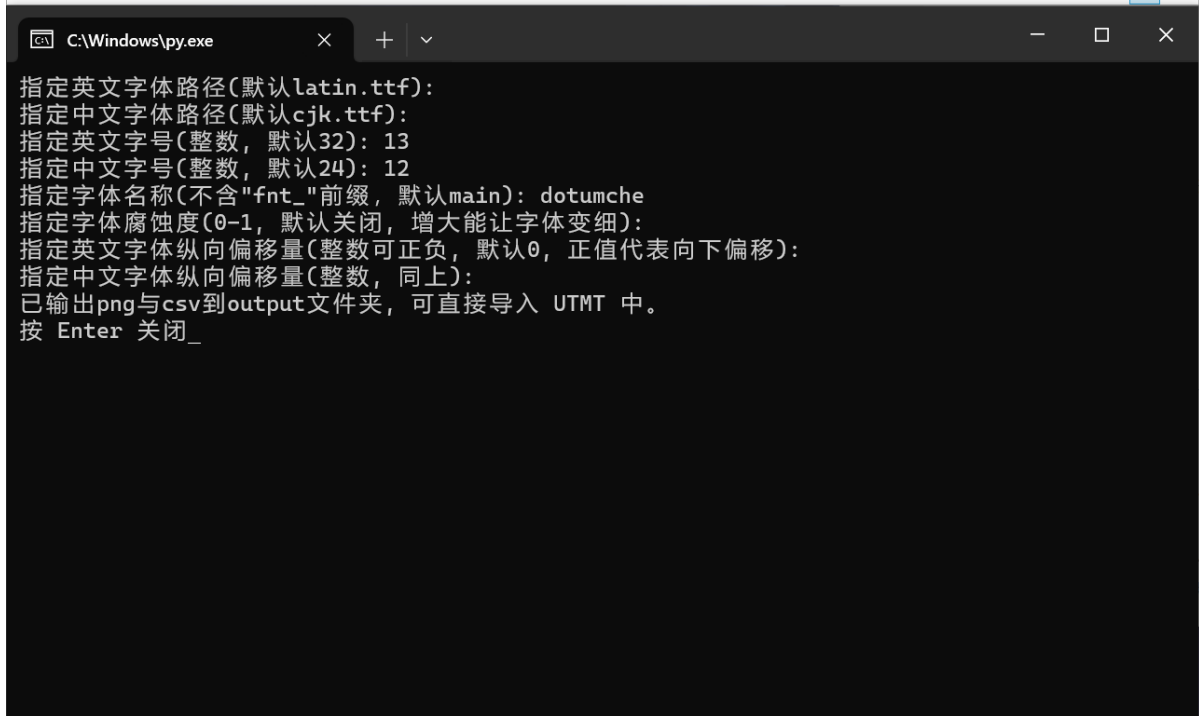 C:\Windows\py.exe
指定英文字体路径(默认latin.ttf):
指定中文字体路径(默认cjk.ttf):
指定英文字号(整数, 默认32): 13
指定中文字号(整数, 默认24): 12
指定字体名称(不含"fnt_"前缀, 默认main): dotumche
指定字体腐蚀度(0-1, 默认关闭, 增大能让字体变细):
指定英文字体纵向偏移量(整数可正负, 默认0, 正值代表向下偏移):
指定中文字体纵向偏移量(整数, 同上):
已输出png与csv到output文件夹, 可直接导入 UTMT 中。
按 Enter 关闭_